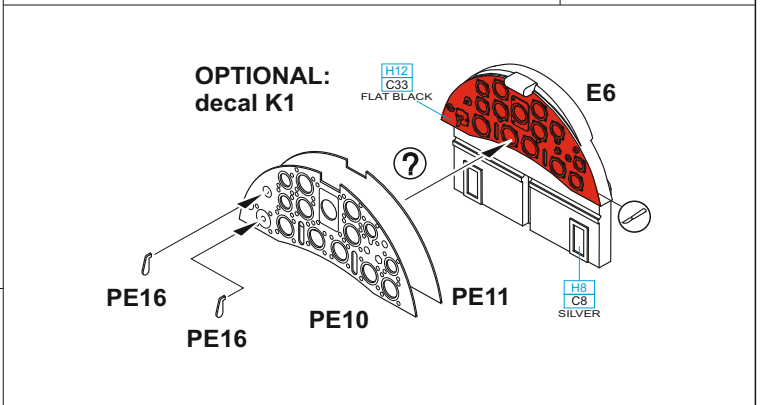 OPTIONAL:
decal K1
H12
C33
FLAT BLACK
E6
?
PE16
PE16
PE10
PE11
H8
C8
SILVER